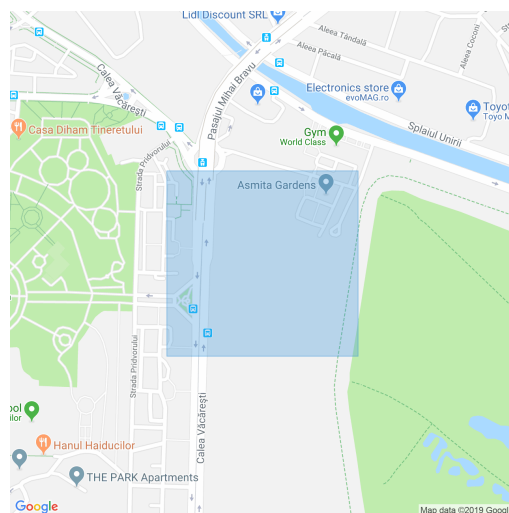 Lidl Discount SRL
Aleea Tândală
Aleea Păcală
Aleea Coconi
Calea Văcărești
Pasajul Mihai Bravu
Electronics store
evoMAG.ro
Toyot
Toyo M
Splaiul Unirii
Casa Diham Tineretului
Gym
World Class
Strada Pridvorului
Asmita Gardens
Strada Pridvorului
Calea Văcărești
ool
ilor
Hanul Haiducilor
THE PARK Apartments
Google
Map data ©2019 Googl